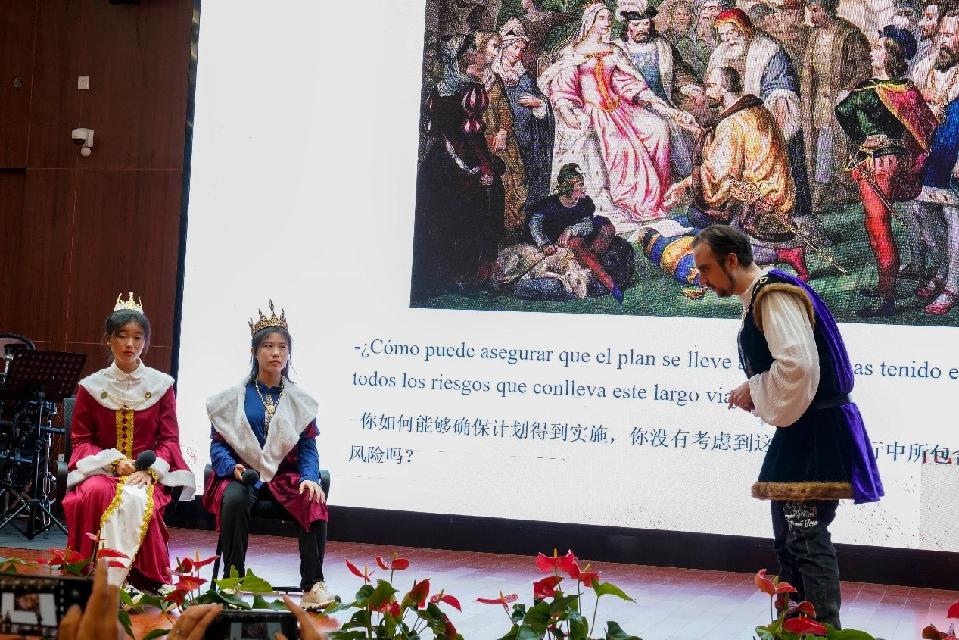 -¿Cómo puede asegurar que el plan se lleve as tenido e
todos los riesgos que conlleva este largo via
-你如何能够确保计划得到实施，你没有考虑到这 行中所包含
风险吗？